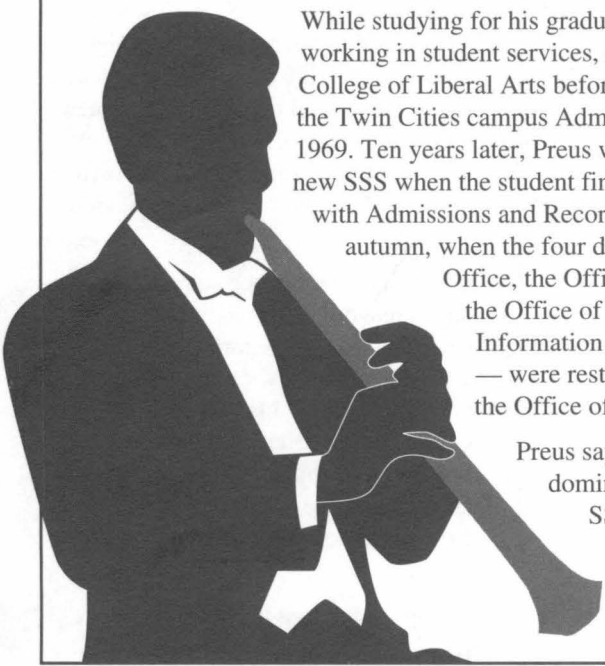 While studying for his gradu
working in student services,
College of Liberal Arts befor
the Twin Cities campus Adm
1969. Ten years later, Preus w
new SSS when the student fin
with Admissions and Recor
autumn, when the four d
Office, the Offi
the Office of
Information
— were rest
the Office of
Preus sa
domin
S